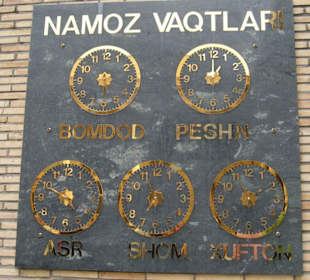 NAMOZ VAQTLARI
BOMDOD PESHIN
ASR SHOM XUFTON